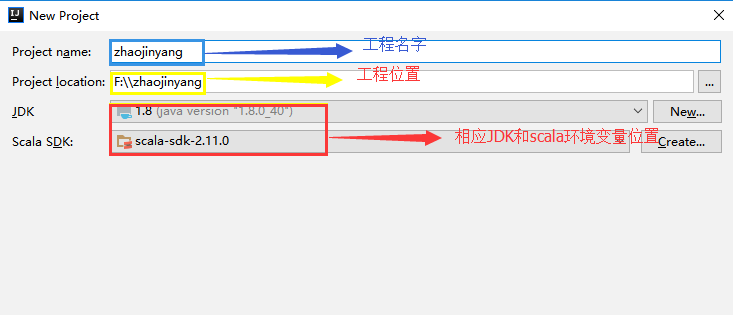 IJ New Project
Project name: zhaojinyang 工程名字
Project location: F:\\zhaojinyang 工程位置 ...
JDK 1.8 (java version "1.8.0_40") New...
Scala SDK: scala-sdk-2.11.0 相应JDK和scala环境变量位置 Create...